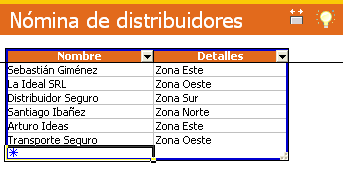 Nómina de distribuidores
Nombre Detalles
Sebastián Giménez Zona Este
La Ideal SRL Zona Oeste
Distribuidor Seguro Zona Sur
Santiago Ibañez Zona Norte
Arturo Ideas Zona Este
Transporte Seguro Zona Oeste
*